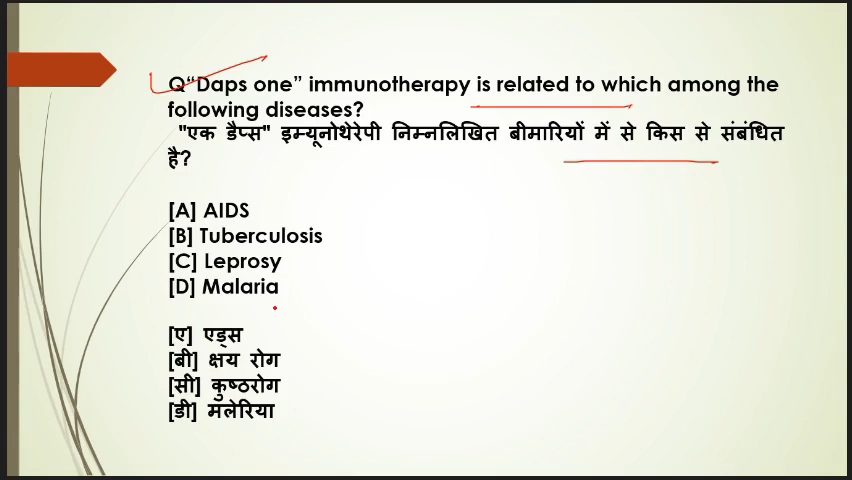 Q“Daps one” immunotherapy is related to which among the
following diseases?
"एक डैप्स" इम्यूनोथेरेपी निम्नलिखित बीमारियों में से किस से संबंधित
है?
[A] AIDS
[B] Tuberculosis
[C] Leprosy
[D] Malaria
[ए] एड्स
[बी] क्षय रोग
[सी] कुष्ठरोग
[डी] मलेरिया